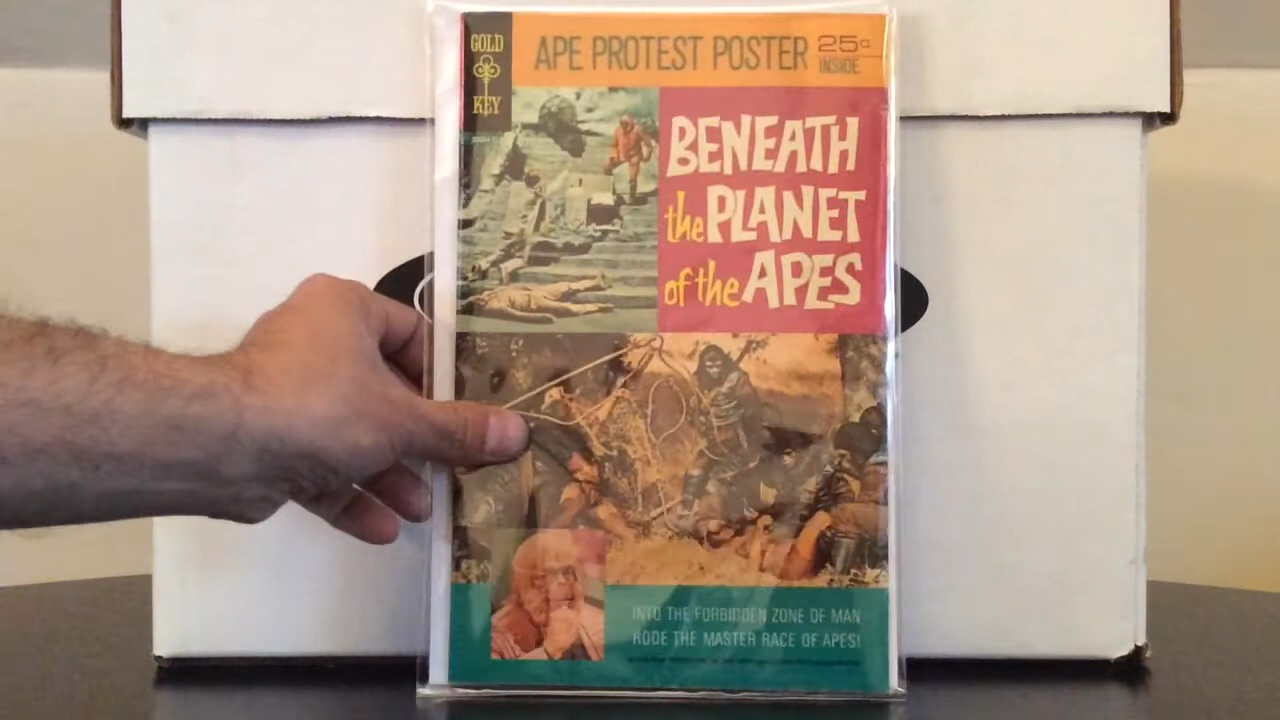 GOLD
KEY
APE PROTEST POSTER 25¢
INSIDE
BENEATH
the PLANET
of the APES
INTO THE FORBIDDEN ZONE OF MAN
RODE THE MASTER RACE OF APES!